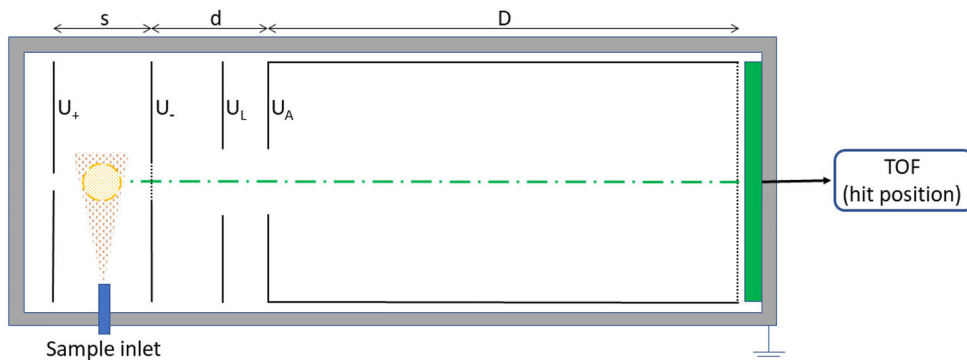 s d D
U+ U- UL UA
TOF
(hit position)
Sample inlet